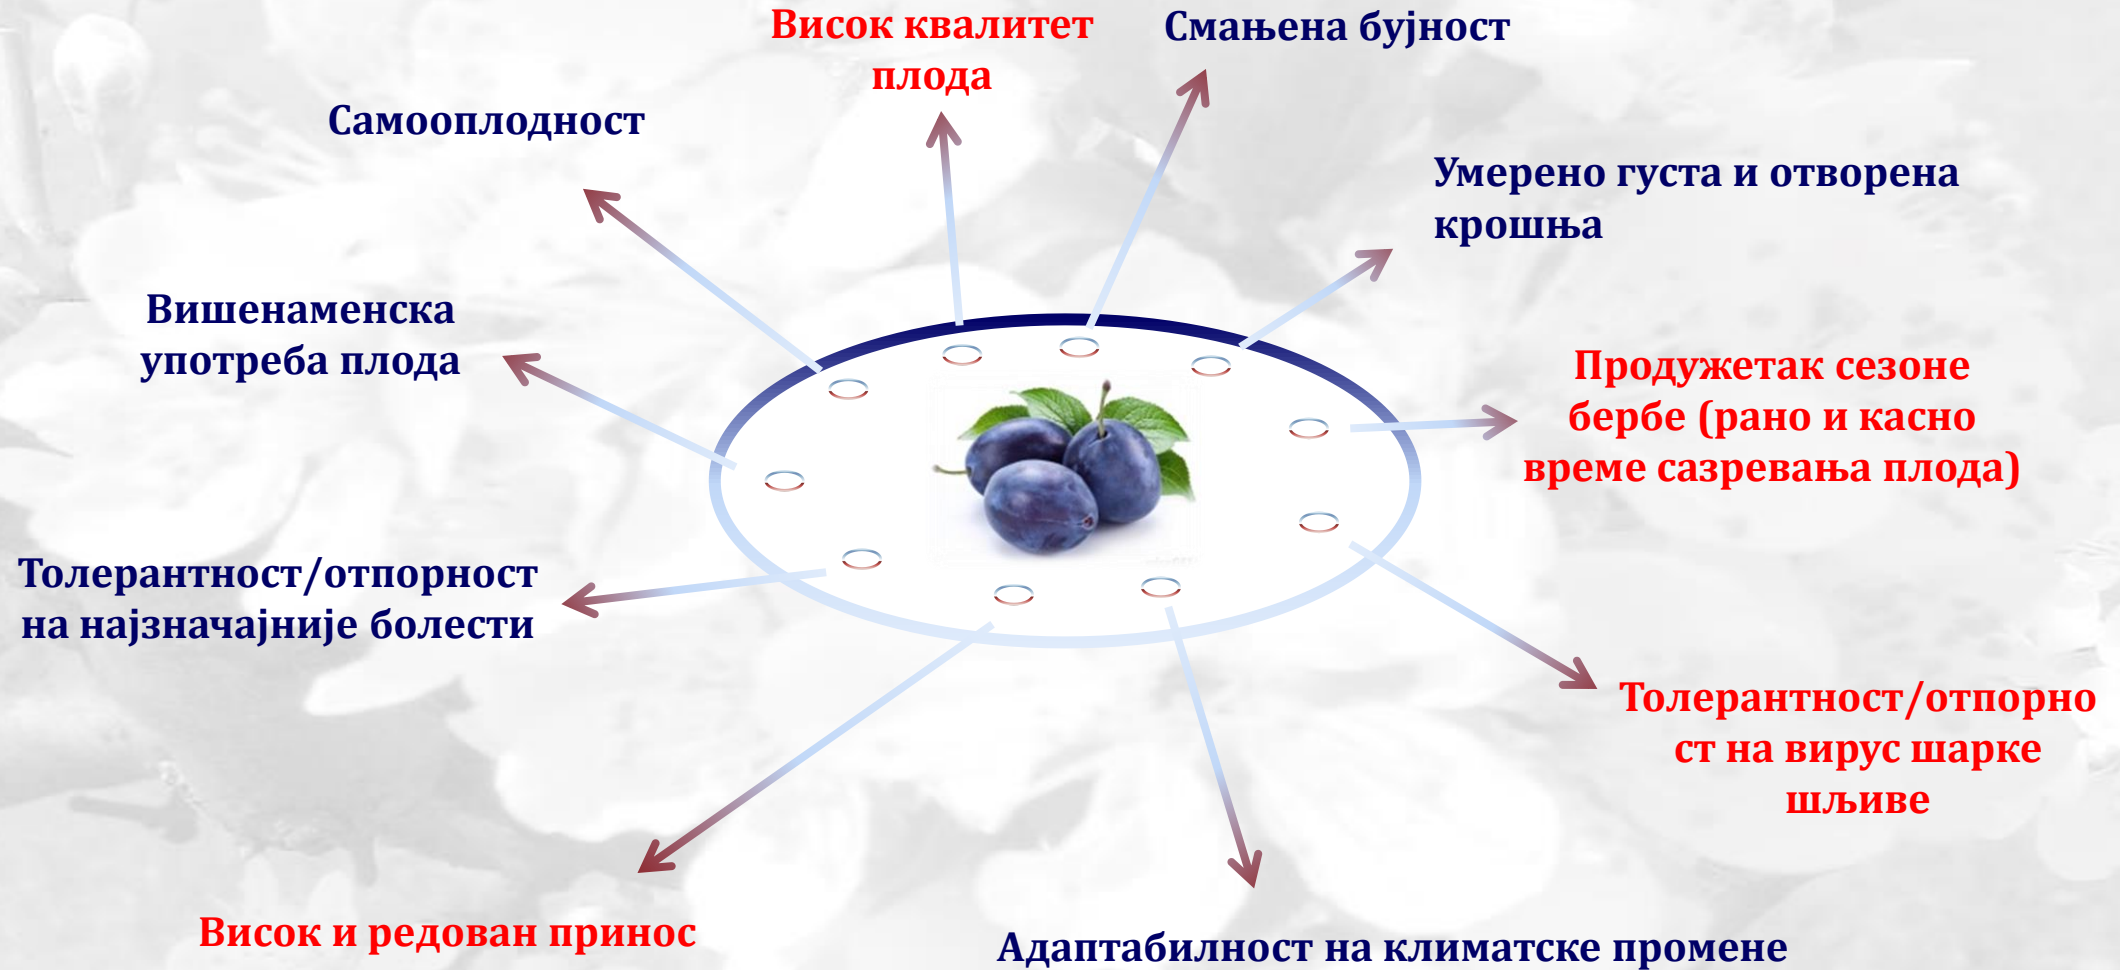 Висок квалитет
плода
Смањена бујност
Самооплодност
Умерено густа и отворена
крошња
Вишенаменска
употреба плода
Продужетак сезоне
бербе (рано и касно
време сазревања плода)
Толерантност/отпорност
на најзначајније болести
Толерантност/отпорно
ст на вирус шарке
шљиве
Висок и редован принос
Адаптабилност на климатске промене